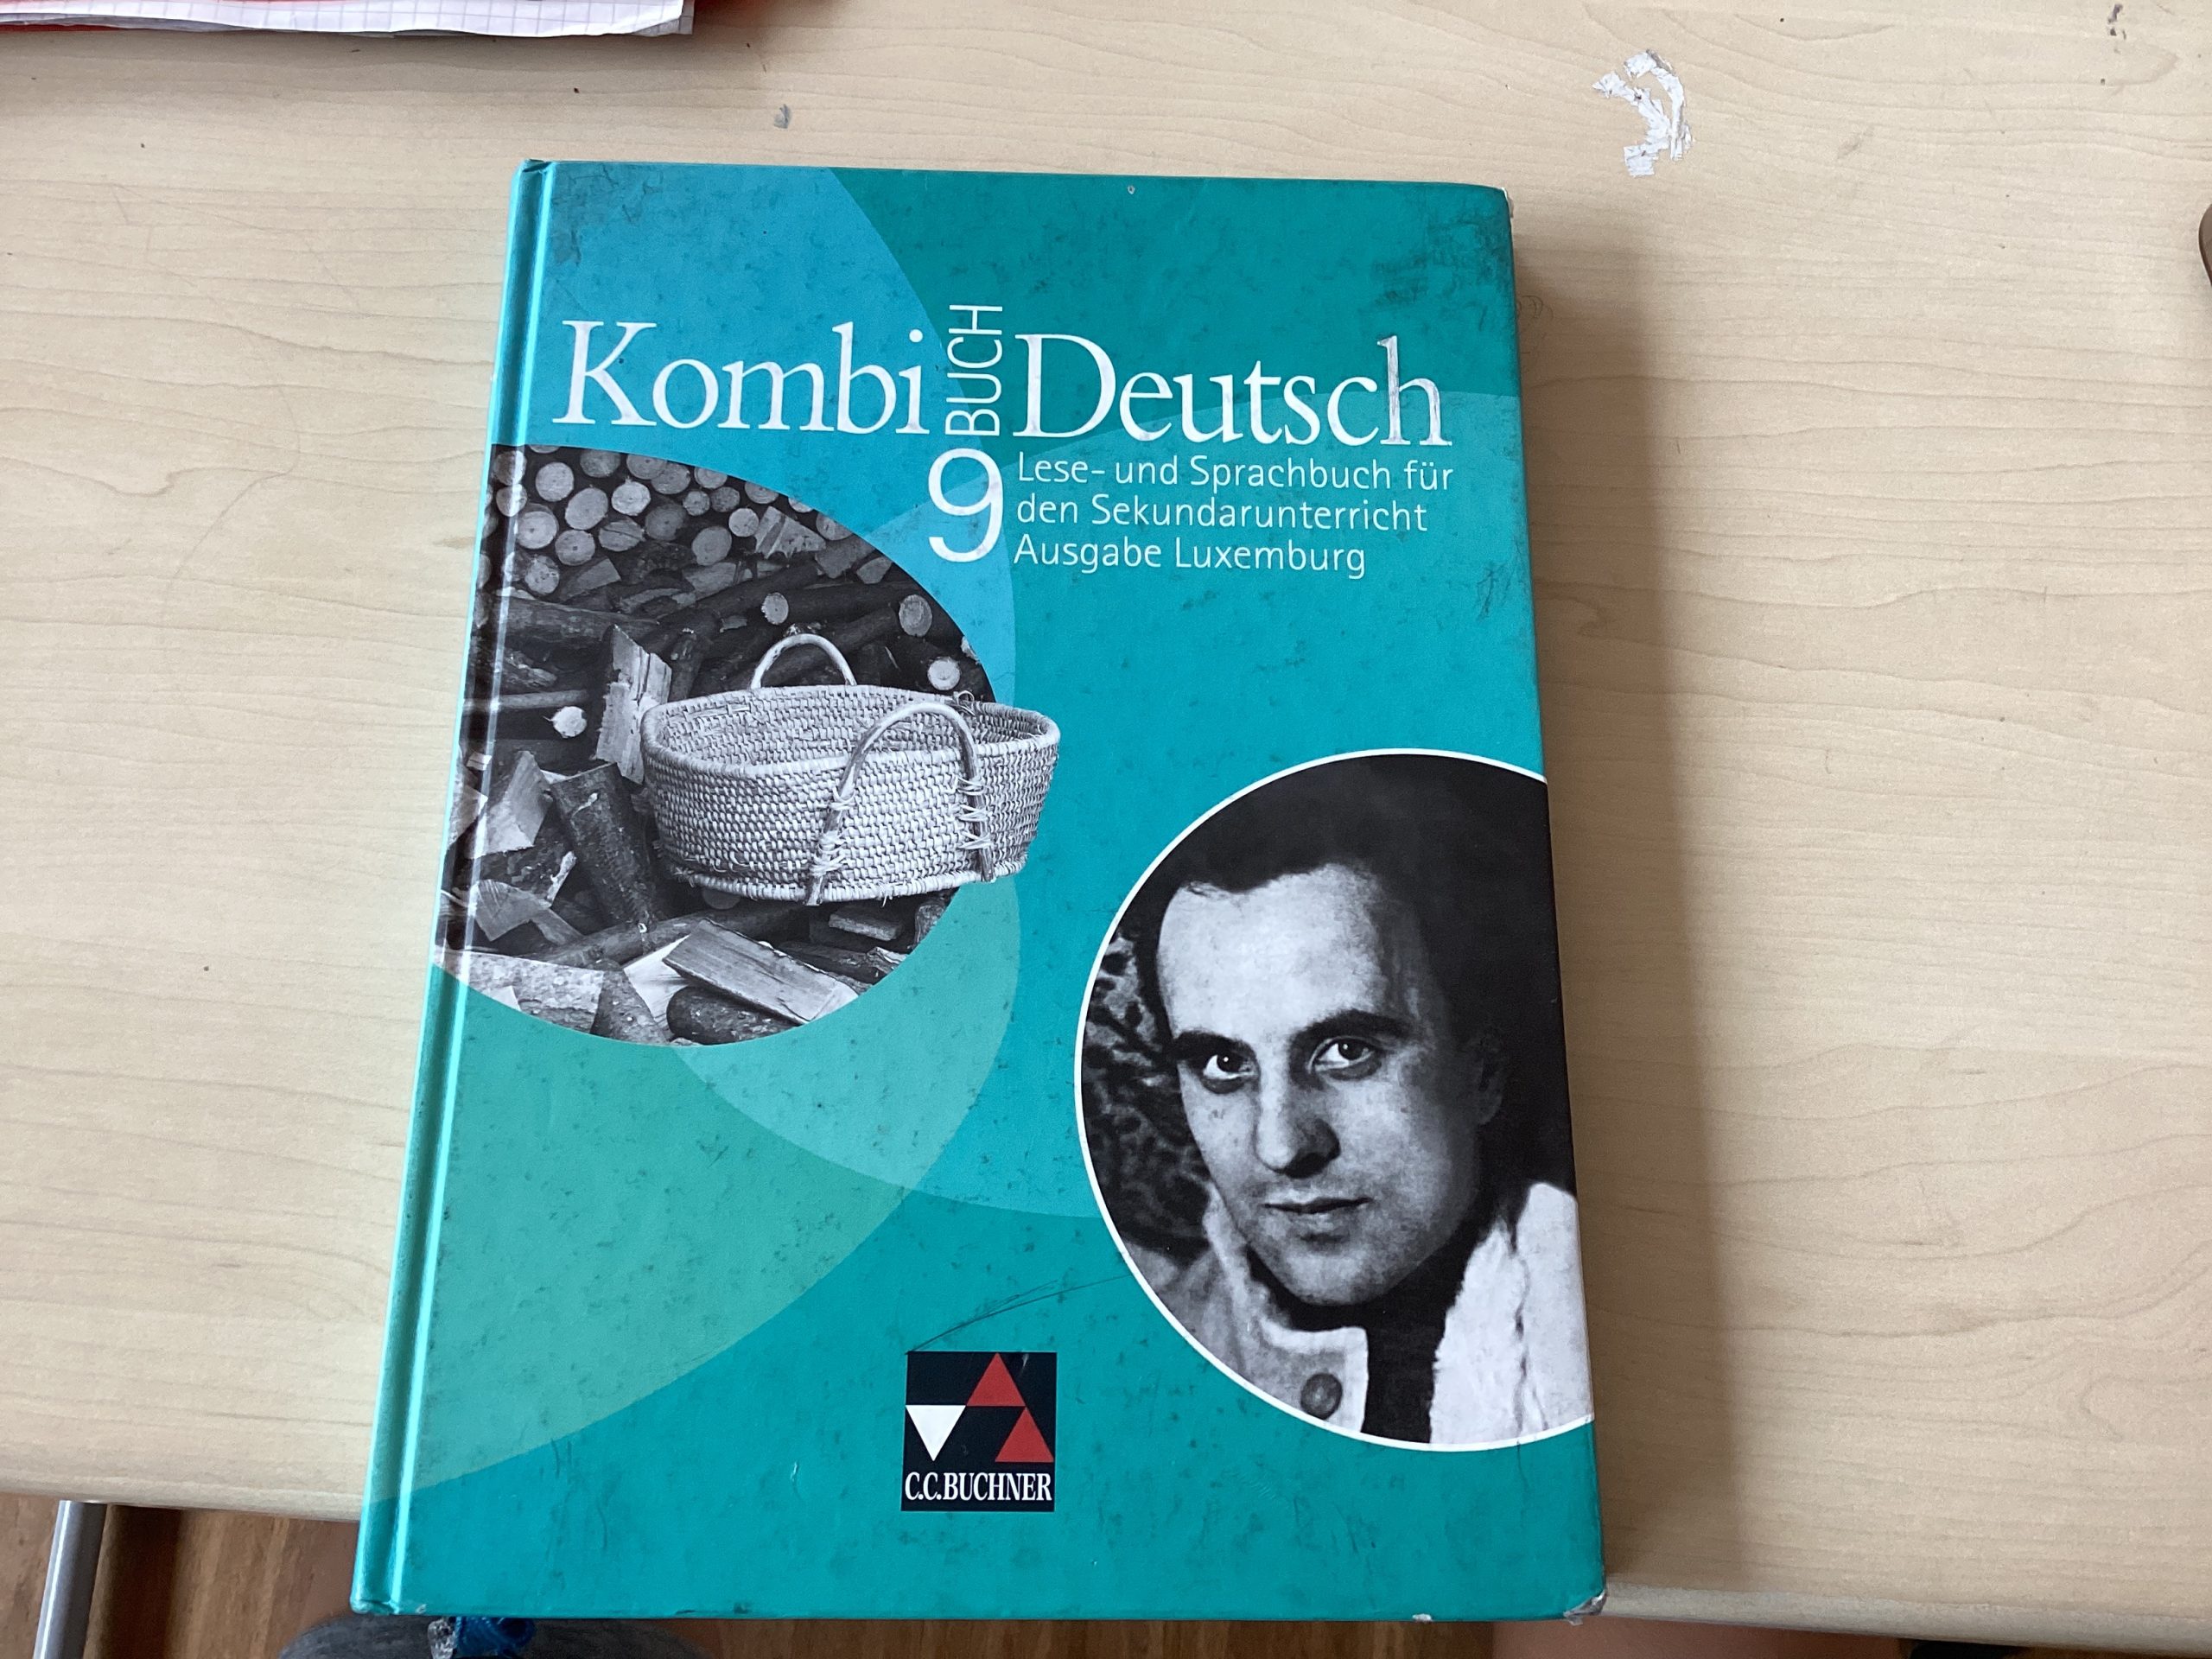 Kombi BUCH Deutsch
9
Lese- und Sprachbuch für
den Sekundarunterricht
Ausgabe Luxemburg
C.C.BUCHNER